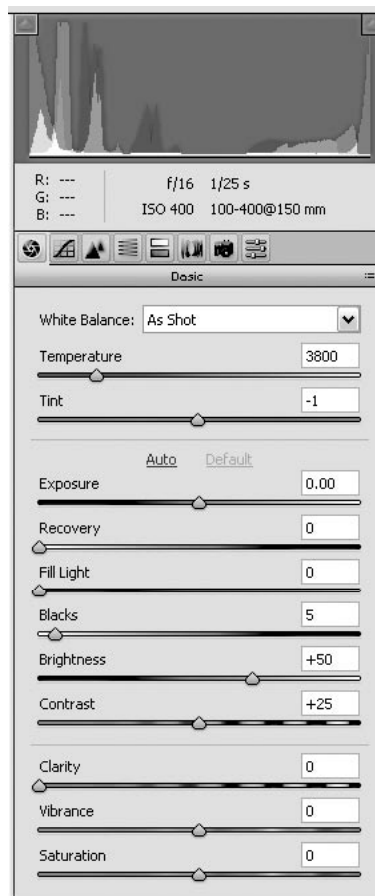 R: ---
G: ---
B: ---
f/16 1/25 s
ISO 400 100-400@150 mm
Basic
White Balance: As Shot
Temperature 3800
Tint -1
Auto Default
Exposure 0.00
Recovery 0
Fill Light 0
Blacks 5
Brightness +50
Contrast +25
Clarity 0
Vibrance 0
Saturation 0